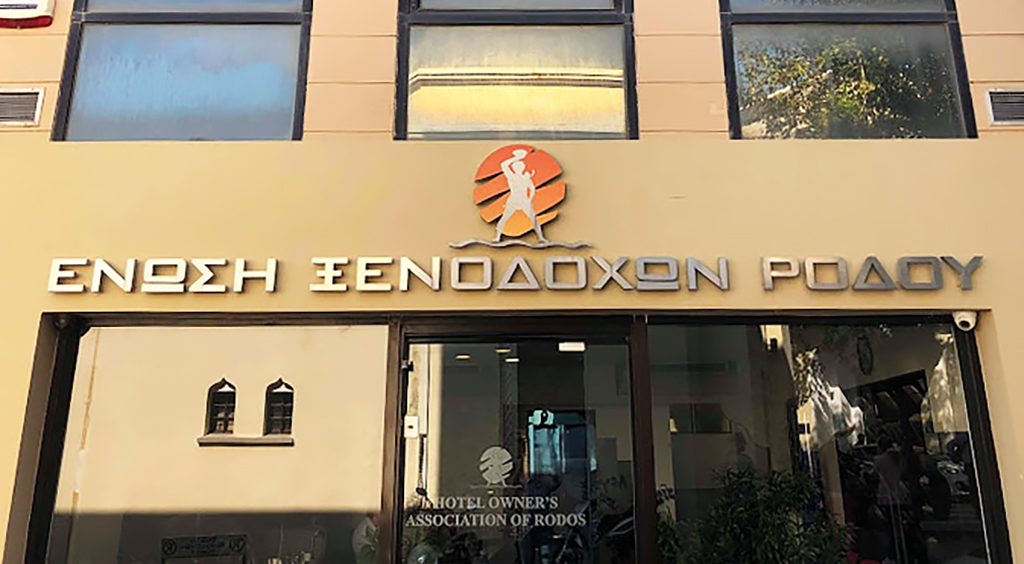 ΕΝΩΣΗ ΞΕΝΟΔΟΧΩΝ ΡΟΔΟΥ
HOTEL OWNER'S
ASSOCIATION OF RODOS